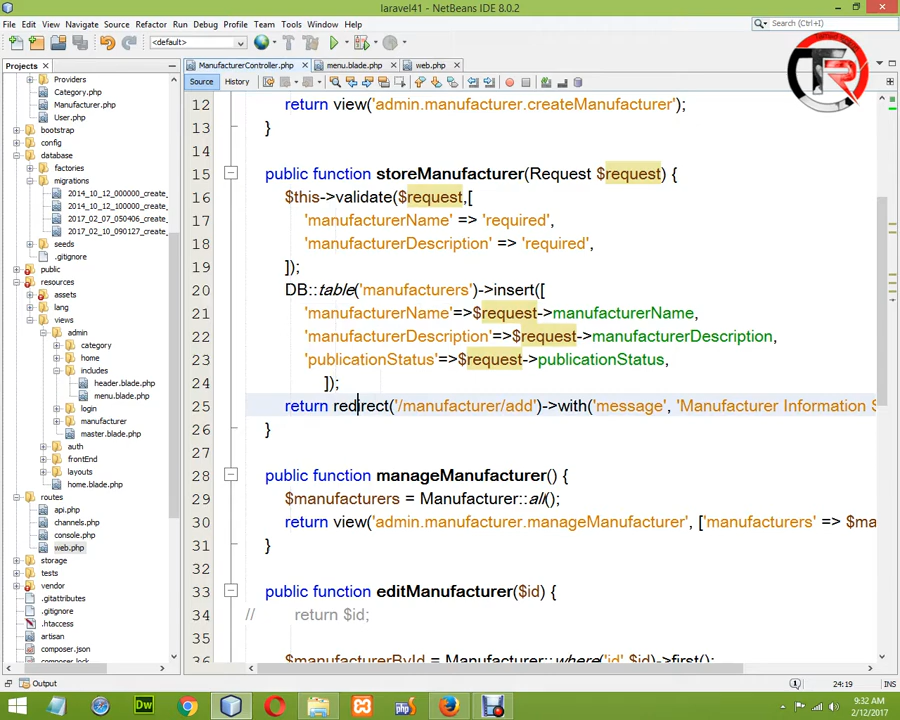 laravel41 - NetBeans IDE 8.0.2
File Edit View Navigate Source Refactor Run Debug Profile Team Tools Window Help
Search (Ctrl+I)
<default>
Projects
ManufacturerController.php
menu.blade.php
web.php
Source History
Providers
Category.php
Manufacturer.php
User.php
bootstrap
config
database
factories
migrations
2014_10_12_000000_create_
2014_10_12_100000_create_
2017_02_07_050406_create_
2017_02_10_090127_create_
seeds
.gitignore
public
resources
assets
lang
views
admin
category
home
includes
header.blade.php
menu.blade.php
login
manufacturer
master.blade.php
auth
frontEnd
layouts
home.blade.php
routes
api.php
channels.php
console.php
web.php
storage
tests
vendor
.gitattributes
.gitignore
.htaccess
artisan
composer.json
composer.lock
12 return view('admin.manufacturer.createManufacturer');
13 }
14
15 public function storeManufacturer(Request $request) {
16 $this->validate($request,[
17 'manufacturerName' => 'required',
18 'manufacturerDescription' => 'required',
19 ]);
20 DB::table('manufacturers')->insert([
21 'manufacturerName'=>$request->manufacturerName,
22 'manufacturerDescription'=>$request->manufacturerDescription,
23 'publicationStatus'=>$request->publicationStatus,
24 ]);
25 return redirect('/manufacturer/add')->with('message', 'Manufacturer Information S
26 }
27
28 public function manageManufacturer() {
29 $manufacturers = Manufacturer::all();
30 return view('admin.manufacturer.manageManufacturer', ['manufacturers' => $ma
31 }
32
33 public function editManufacturer($id) {
34 // return $id;
35
36 $manufacturerById = Manufacturer::where('id',$id)->first();
Output
24:19 INS
9:32 AM
2/12/2017